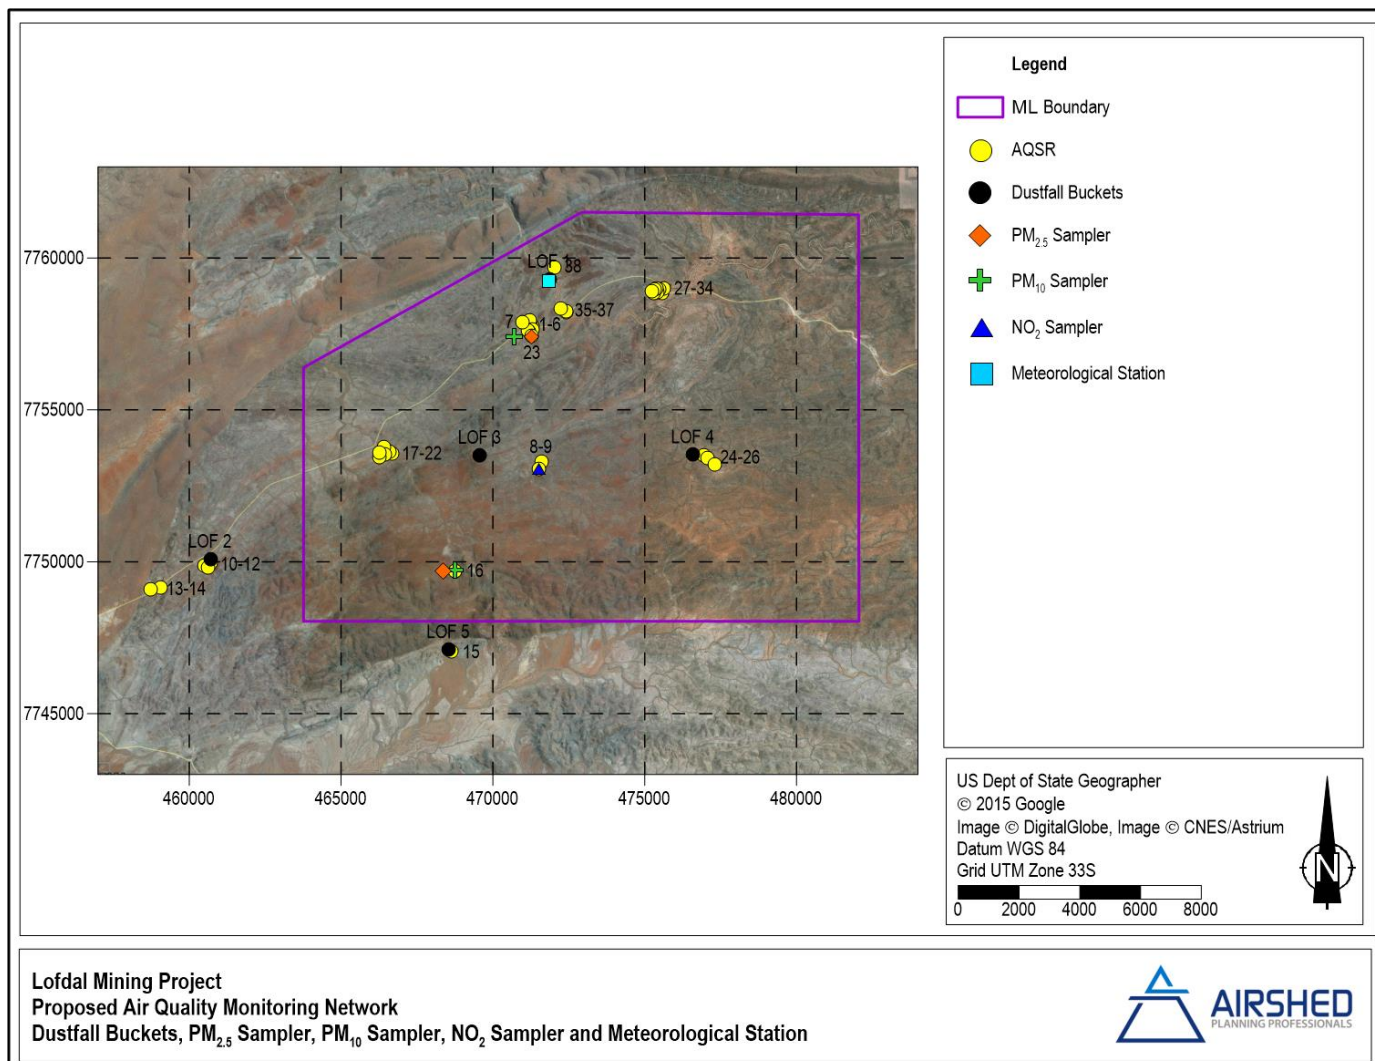 Legend
ML Boundary
AQSR
Dustfall Buckets
PM2.5 Sampler
PM10 Sampler
NO2 Sampler
Meteorological Station
7760000
7755000
7750000
7745000
460000
465000
470000
475000
480000
LOF 1
38
27-34
35-37
7
1-6
23
LOF 3
8-9
LOF 4
17-22
24-26
LOF 2
10-12
13-14
16
LOF 5
15
US Dept of State Geographer
© 2015 Google
Image © DigitalGlobe, Image © CNES/Astrium
Datum WGS 84
Grid UTM Zone 33S
0 2000 4000 6000 8000
N
Lofdal Mining Project
Proposed Air Quality Monitoring Network
Dustfall Buckets, PM2.5 Sampler, PM10 Sampler, NO2 Sampler and Meteorological Station
AIRSHED
PLANNING PROFESSIONALS